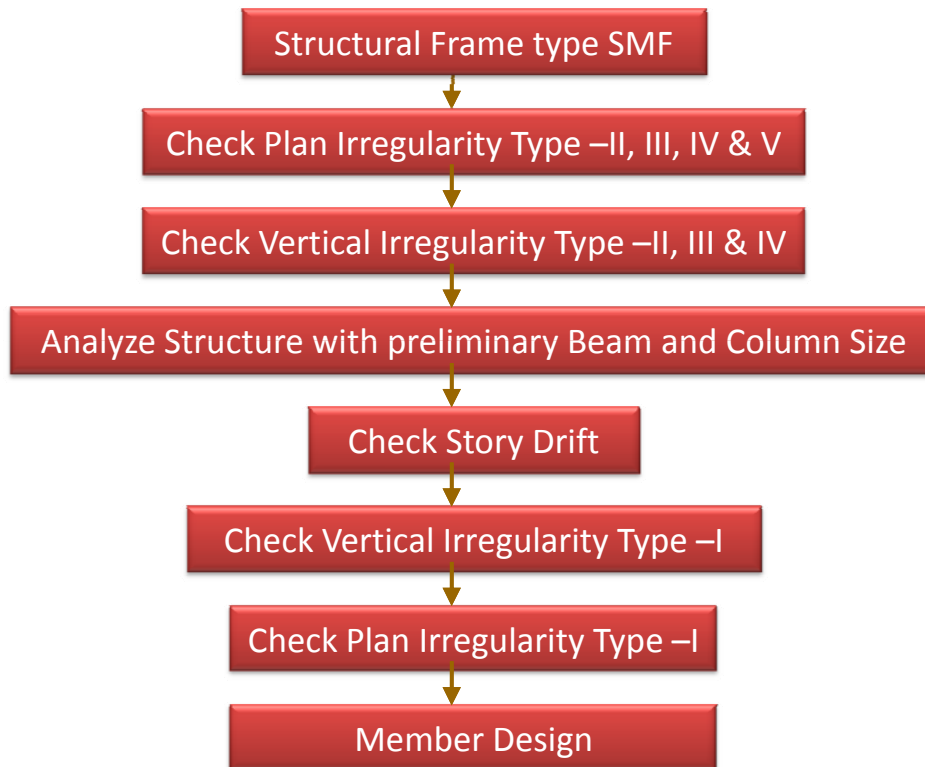 Structural Frame type SMF
Check Plan Irregularity Type –II, III, IV & V
Check Vertical Irregularity Type –II, III & IV
Analyze Structure with preliminary Beam and Column Size
Check Story Drift
Check Vertical Irregularity Type –I
Check Plan Irregularity Type –I
Member Design